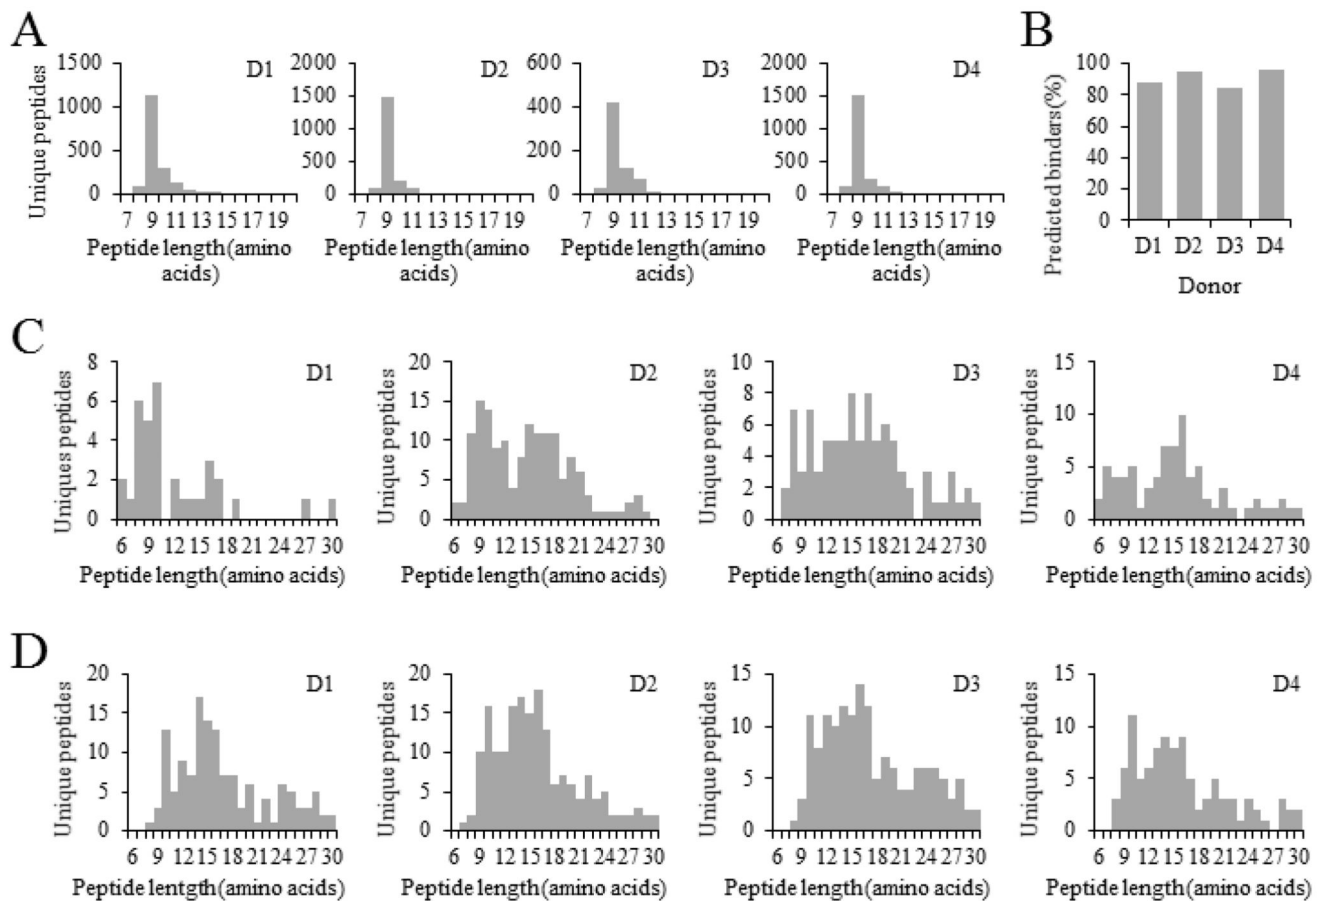 A
B
D1
D2
D3
D4
1500
1000
500
0
2000
1500
1000
500
0
600
400
200
0
2000
1500
1000
500
0
100
80
60
40
20
0
Unique peptides
Predicted binders(%)
7 9 11 13 15 17 19
7 9 11 13 15 17 19
7 9 11 13 15 17 19
7 9 11 13 15 17 19
Peptide length(amino
acids)
Peptide length(amino
acids)
Peptide length(amino
acids)
Peptide length(amino
acids)
D1 D2 D3 D4
Donor
C
D1
D2
D3
D4
8
6
4
2
0
20
15
10
5
0
10
8
6
4
2
0
15
10
5
0
Uniques peptides
Unique peptides
Unique peptides
Unique peptides
6 9 12 15 18 21 24 27 30
6 9 12 15 18 21 24 27 30
6 9 12 15 18 21 24 27 30
6 9 12 15 18 21 24 27 30
Peptide length(amino acids)
Peptide length(amino acids)
Peptide length(amino acids)
Peptide length(amino acids)
D
D1
D2
D3
D4
20
15
10
5
0
20
15
10
5
0
15
10
5
0
15
10
5
0
Unique peptides
Unique peptides
Unique peptides
Unique peptides
6 9 12 15 18 21 24 27 30
6 9 12 15 18 21 24 27 30
6 9 12 15 18 21 24 27 30
6 9 12 15 18 21 24 27 30
Peptide lentgth(amino acids)
Peptide length(amino acids)
Peptide length(amino acids)
Peptide length(amino acids)